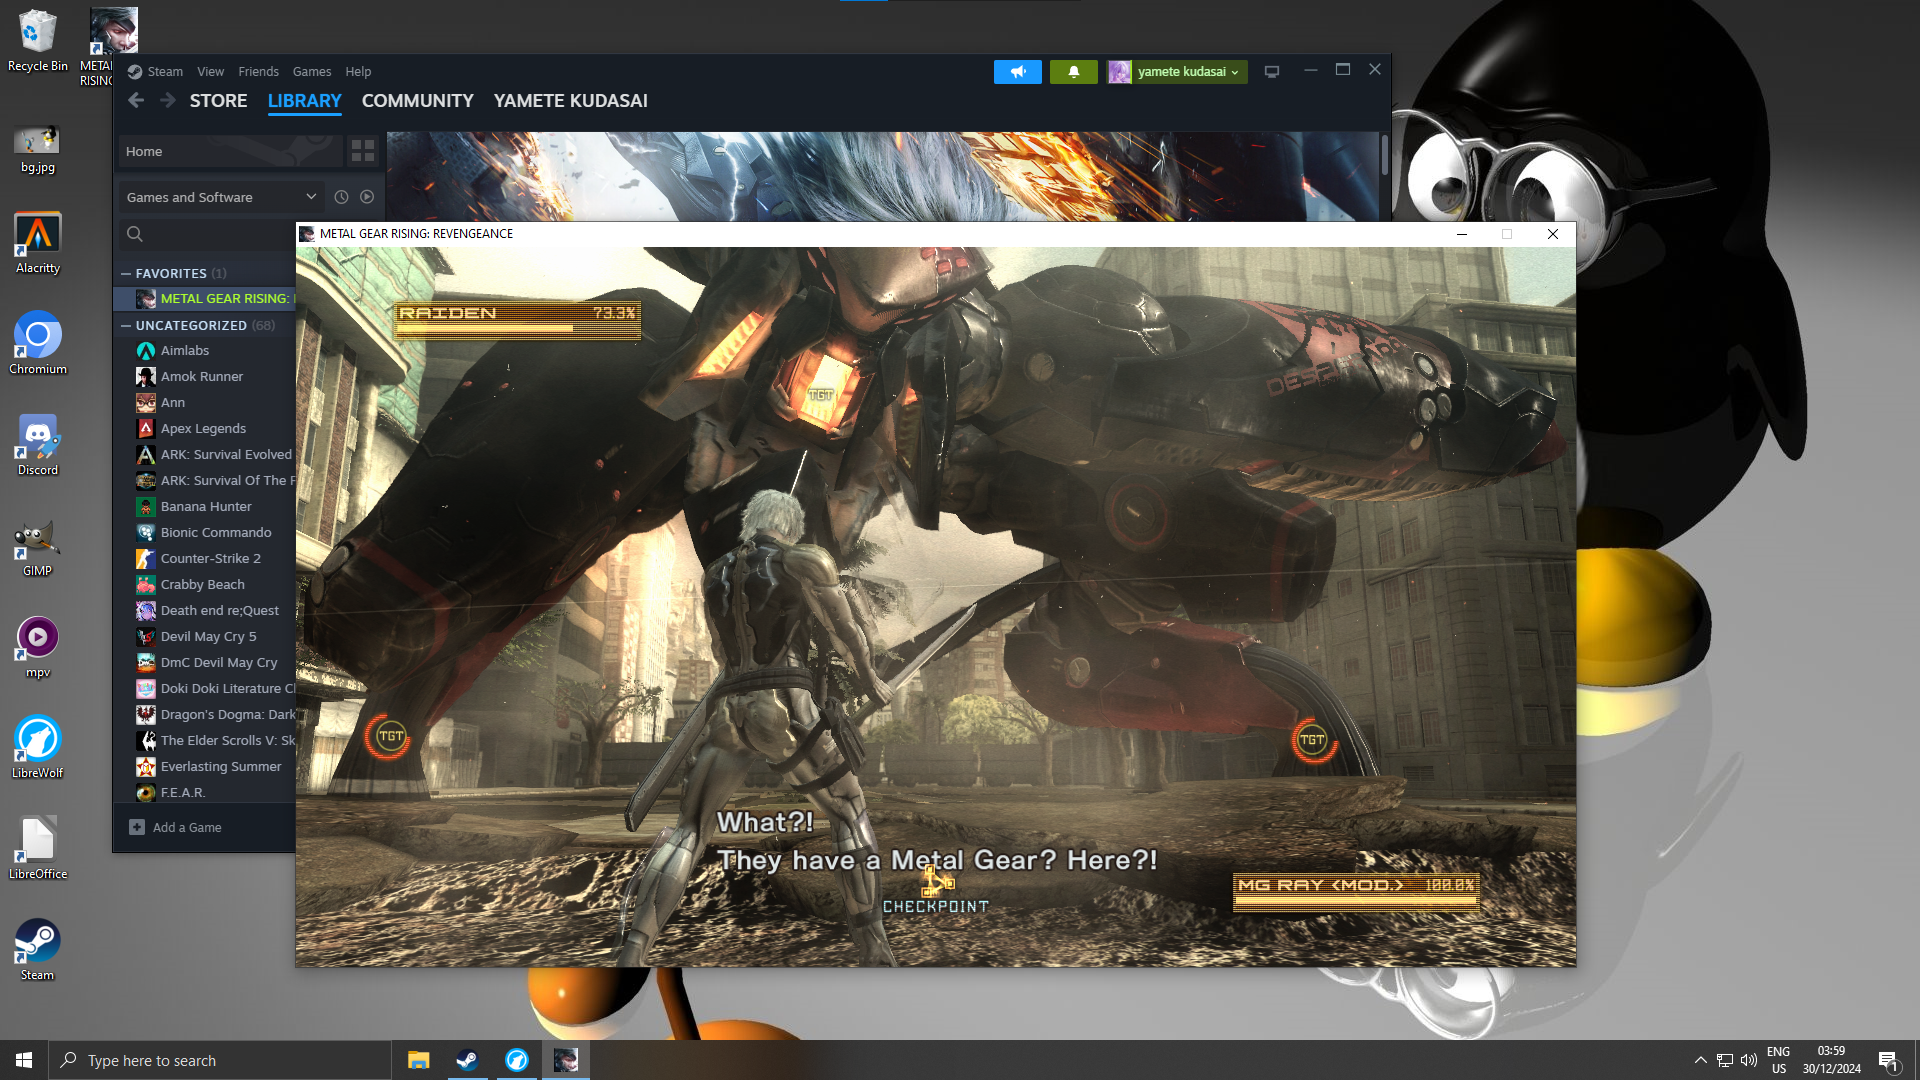 Recycle Bin
METAL
RISING
bg.jpg
Alacritty
Chromium
Discord
GIMP
mpv
LibreWolf
LibreOffice
Steam
Steam View Friends Games Help
yamete kudasai
STORE LIBRARY COMMUNITY YAMETE KUDASAI
Home
Games and Software
FAVORITES (1)
METAL GEAR RISING:
UNCATEGORIZED (68)
Aimlabs
Amok Runner
Ann
Apex Legends
ARK: Survival Evolved
ARK: Survival Of The F
Banana Hunter
Bionic Commando
Counter-Strike 2
Crabby Beach
Death end re;Quest
Devil May Cry 5
DmC Devil May Cry
Doki Doki Literature Cl
Dragon's Dogma: Dark
The Elder Scrolls V: Sk
Everlasting Summer
F.E.A.R.
Add a Game
METAL GEAR RISING: REVENGEANCE
RAIDEN 73.3%
TGT
TGT
TGT
What?!
They have a Metal Gear? Here?!
CHECKPOINT
MG RAY <MOD.> 100.0%
Type here to search
ENG
US
03:59
30/12/2024
1